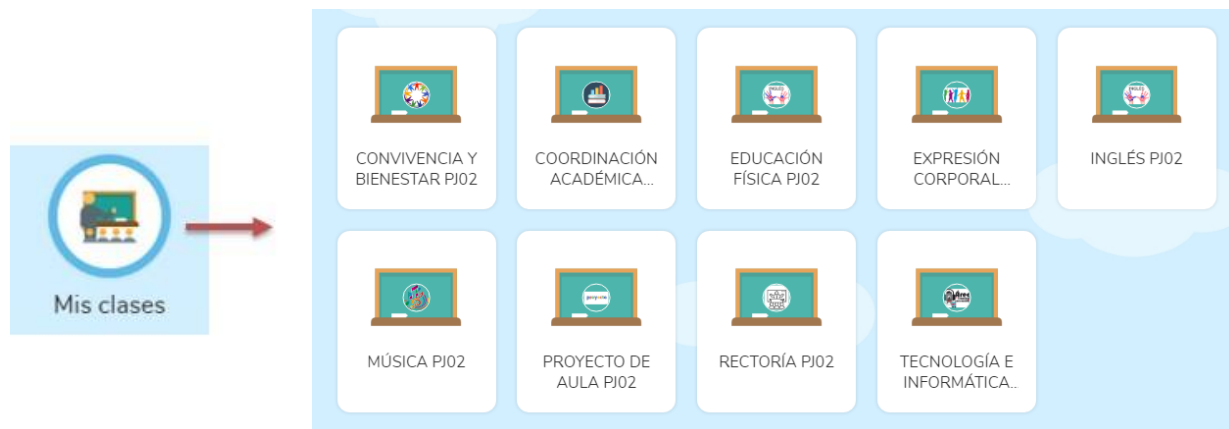 Mis clases
CONVIVENCIA Y
BIENESTAR PJ02
COORDINACIÓN
ACADÉMICA...
EDUCACIÓN
FÍSICA PJ02
EXPRESIÓN
CORPORAL...
INGLÉS PJ02
MÚSICA PJ02
PROYECTO DE
AULA PJ02
RECTORÍA PJ02
TECNOLOGÍA E
INFORMÁTICA...